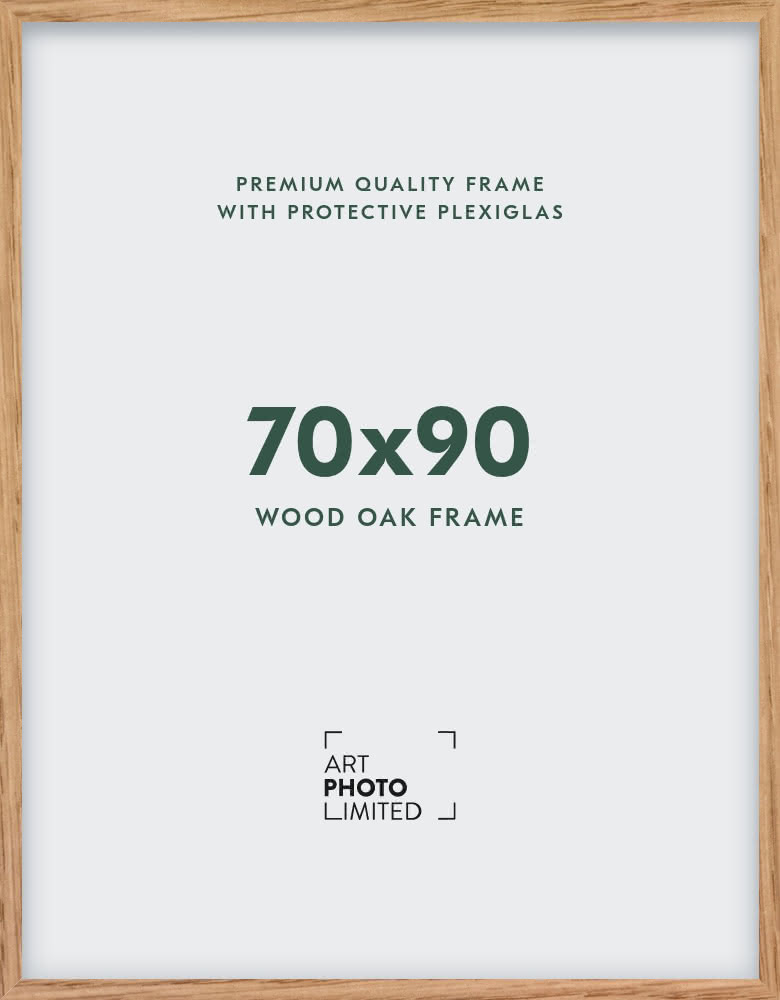 PREMIUM QUALITY FRAME
WITH PROTECTIVE PLEXIGLAS
70x90
WOOD OAK FRAME
ART
PHOTO
LIMITED